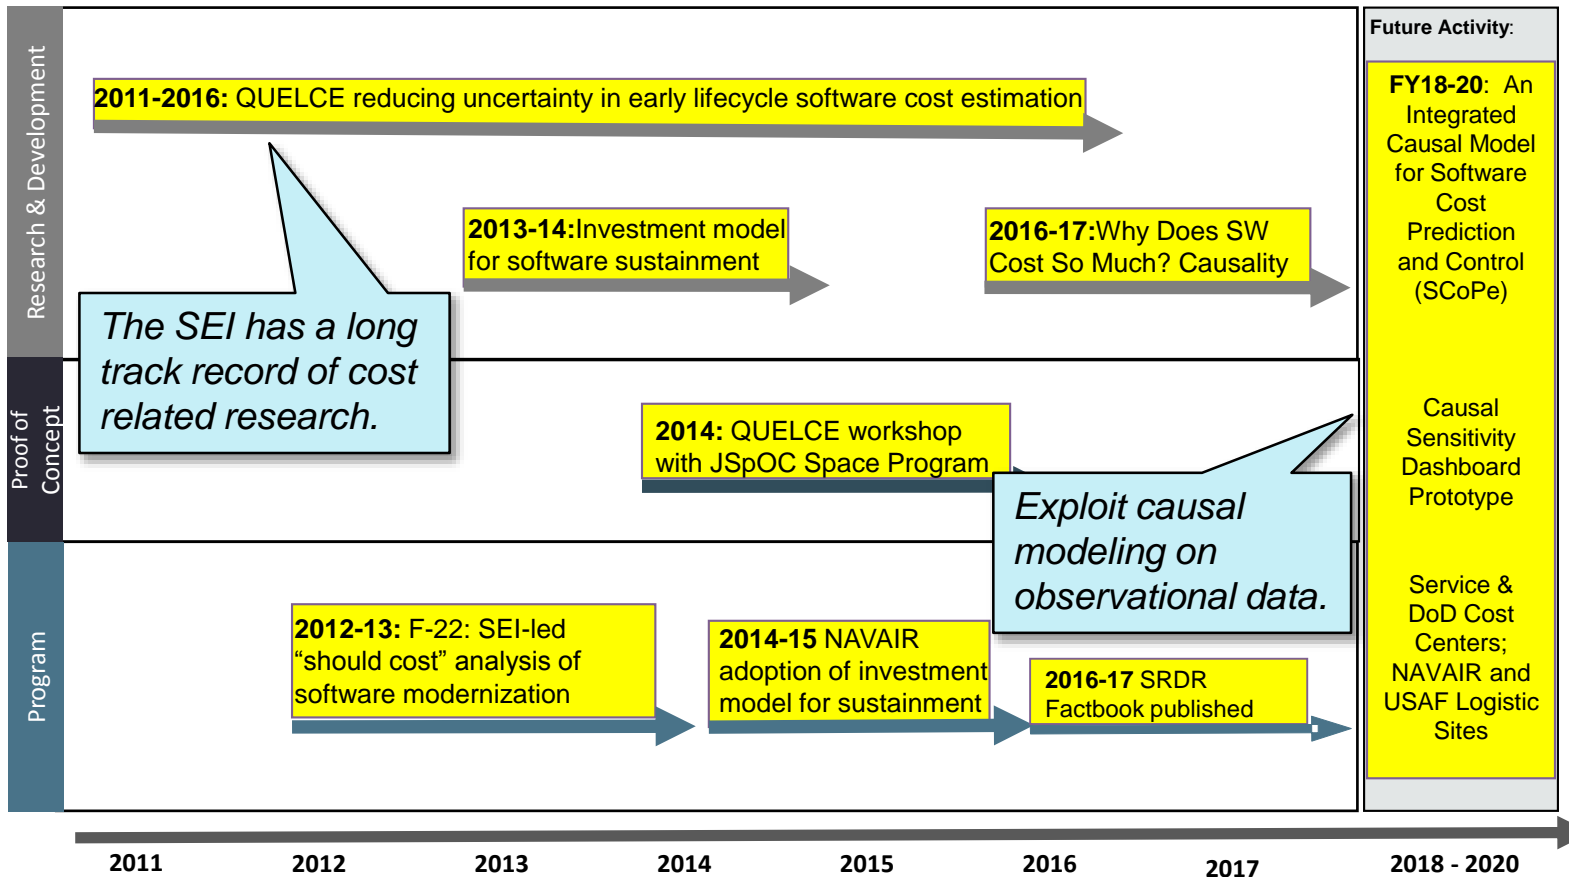 Research & Development
2011-2016: QUELCE reducing uncertainty in early lifecycle software cost estimation
2013-14:Investment model
for software sustainment
2016-17:Why Does SW
Cost So Much? Causality
The SEI has a long
track record of cost
related research.
Proof of
Concept
2014: QUELCE workshop
with JSpOC Space Program
Exploit causal
modeling on
observational data.
Program
2012-13: F-22: SEI-led
“should cost” analysis of
software modernization
2014-15 NAVAIR
adoption of investment
model for sustainment
2016-17 SRDR
Factbook published
Future Activity:
FY18-20: An
Integrated
Causal Model
for Software
Cost
Prediction
and Control
(SCoPe)
Causal
Sensitivity
Dashboard
Prototype
Service &
DoD Cost
Centers;
NAVAIR and
USAF Logistic
Sites
2011
2012
2013
2014
2015
2016
2017
2018 - 2020